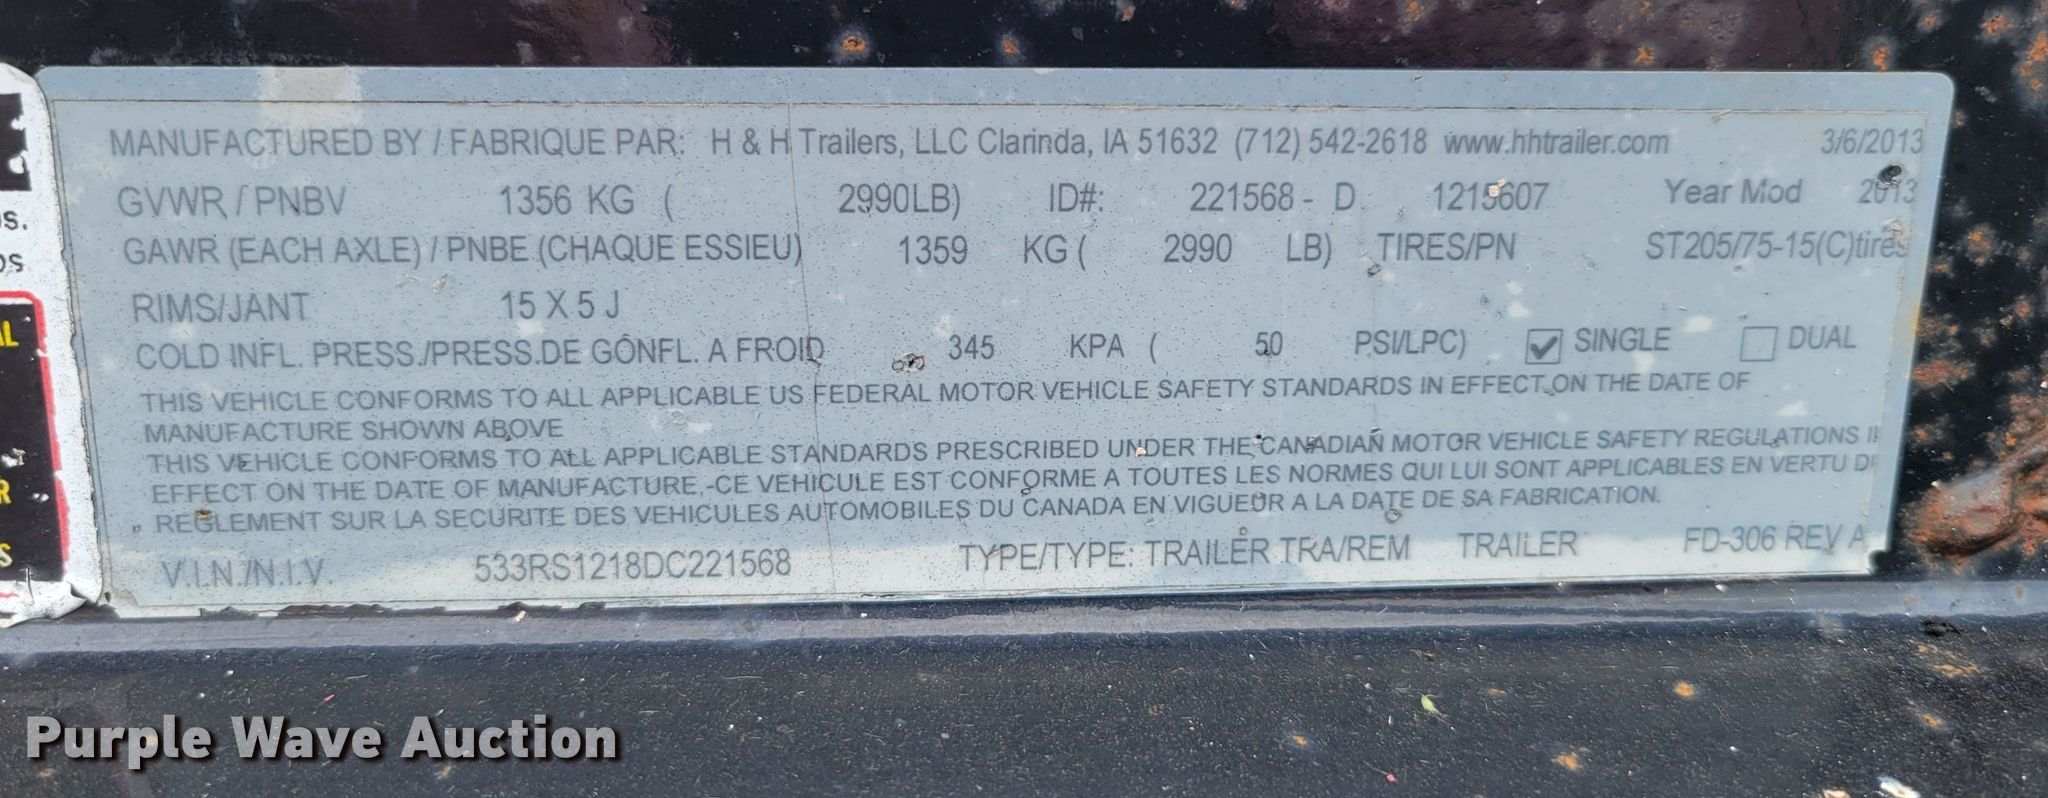 MANUFACTURED BY / FABRIQUE PAR: H & H Trailers, LLC Clarinda, IA 51632 (712) 542-2618 www.hhtrailer.com 3/6/2013
GVWR / PNBV 1356 KG ( 2990LB) ID#: 221568 - D 1215607 Year Mod 2013
GAWR (EACH AXLE) / PNBE (CHAQUE ESSIEU) 1359 KG ( 2990 LB) TIRES/PN ST205/75-15(C)tires
RIMS/JANT 15 X 5 J
COLD INFL. PRESS./PRESS.DE GONFL. A FROID 345 KPA ( 50 PSI/LPC) SINGLE DUAL
THIS VEHICLE CONFORMS TO ALL APPLICABLE US FEDERAL MOTOR VEHICLE SAFETY STANDARDS IN EFFECT ON THE DATE OF
MANUFACTURE SHOWN ABOVE
THIS VEHICLE CONFORMS TO ALL APPLICABLE STANDARDS PRESCRIBED UNDER THE CANADIAN MOTOR VEHICLE SAFETY REGULATIONS
EFFECT ON THE DATE OF MANUFACTURE.-CE VEHICULE EST CONFORME A TOUTES LES NORMES QUI LUI SONT APPLICABLES EN VERTU
REGLEMENT SUR LA SECURITE DES VEHICULES AUTOMOBILES DU CANADA EN VIGUEUR A LA DATE DE SA FABRICATION.
V.I.N./N.I.V. 533RS1218DC221568 TYPE/TYPE: TRAILER TRA/REM TRAILER FD-306 REV A
Purple Wave Auction